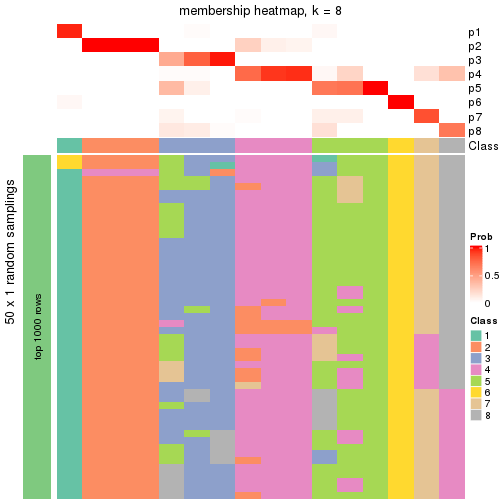 membership heatmap, k = 8
p1
p2
p3
p4
p5
p6
p7
p8
Class
50 x 1 random samplings
top 1000 rows
Prob
1
0.5
0
Class
1
2
3
4
5
6
7
8